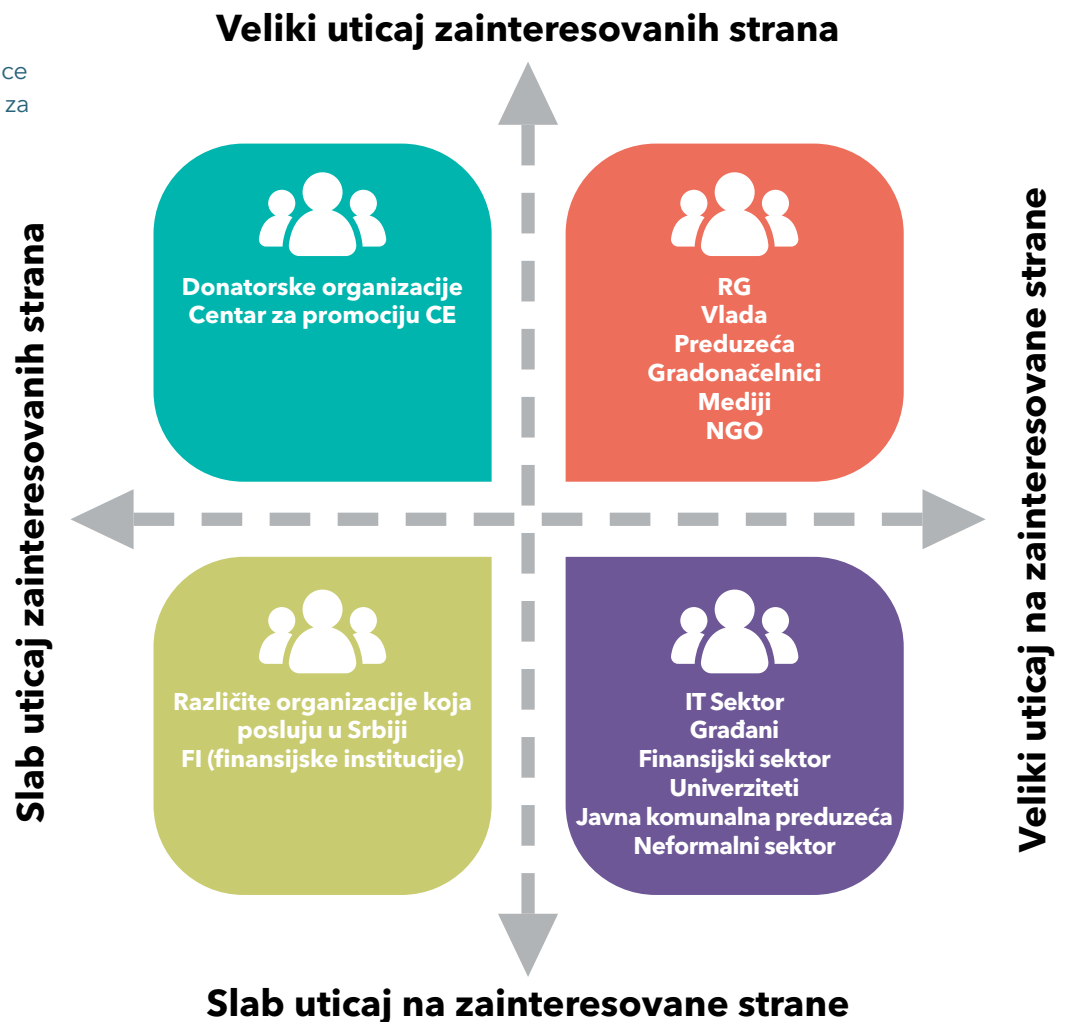 Veliki uticaj zainteresovanih strana
ce
za
Slab uticaj zainteresovanih strana
Donatorske organizacije
Centar za promociju CE
RG
Vlada
Preduzeća
Gradonačelnici
Mediji
NGO
Veliki uticaj na zainteresovane strane
Različite organizacije koja
posluju u Srbiji
FI (finansijske institucije)
IT Sektor
Građani
Finansijski sektor
Univerziteti
Javna komunalna preduzeća
Neformalni sektor
Slab uticaj na zainteresovane strane